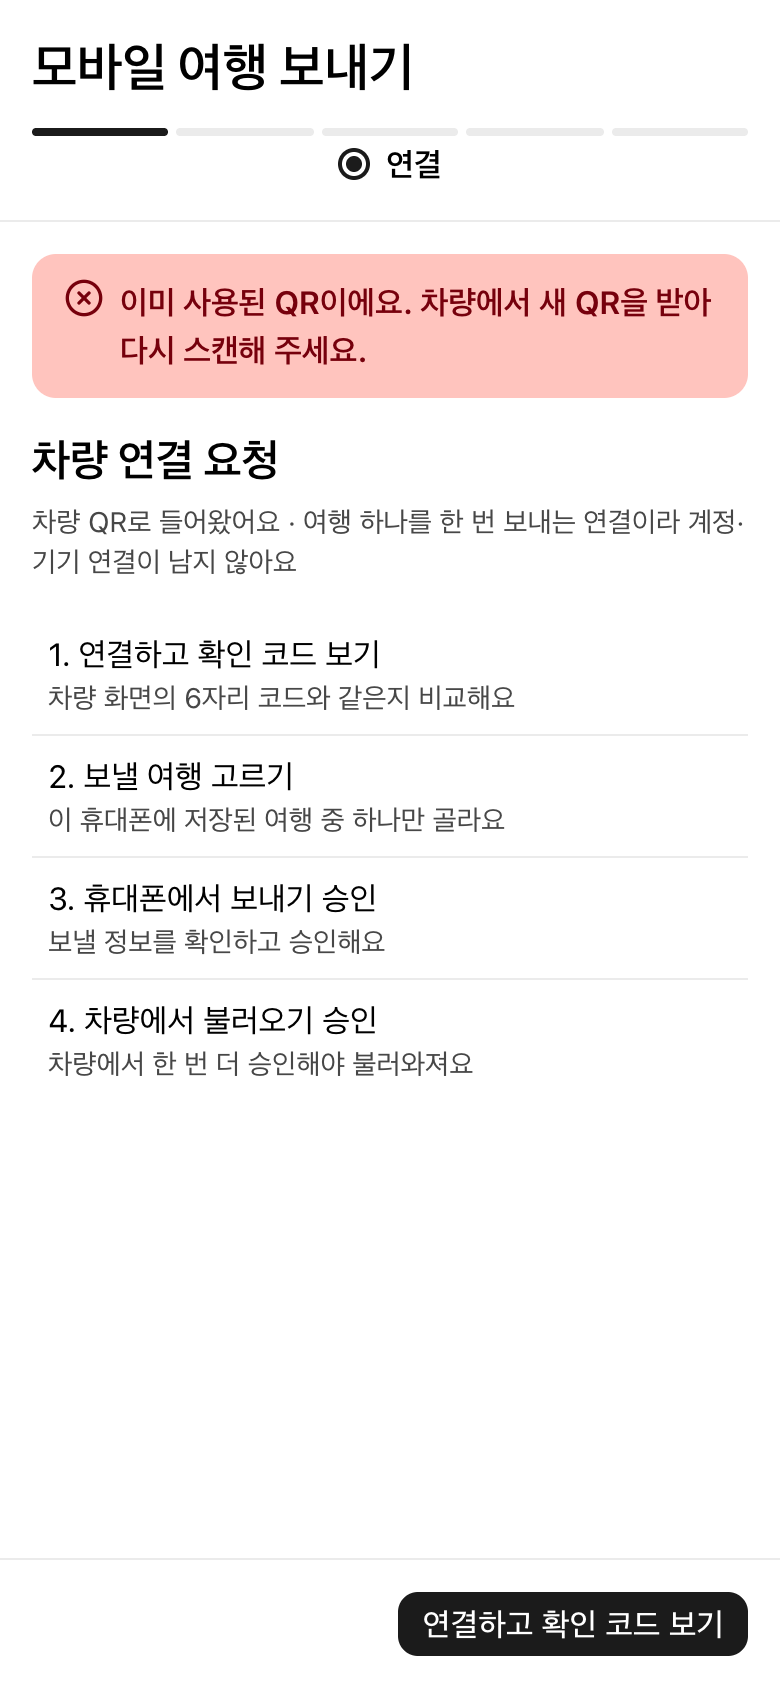 모바일 여행 보내기
연결
이미 사용된 QR이에요. 차량에서 새 QR을 받아
다시 스캔해 주세요.
차량 연결 요청
차량 QR로 들어왔어요 · 여행 하나를 한 번 보내는 연결이라 계정·
기기 연결이 남지 않아요
1. 연결하고 확인 코드 보기
차량 화면의 6자리 코드와 같은지 비교해요
2. 보낼 여행 고르기
이 휴대폰에 저장된 여행 중 하나만 골라요
3. 휴대폰에서 보내기 승인
보낼 정보를 확인하고 승인해요
4. 차량에서 불러오기 승인
차량에서 한 번 더 승인해야 불러와져요
연결하고 확인 코드 보기